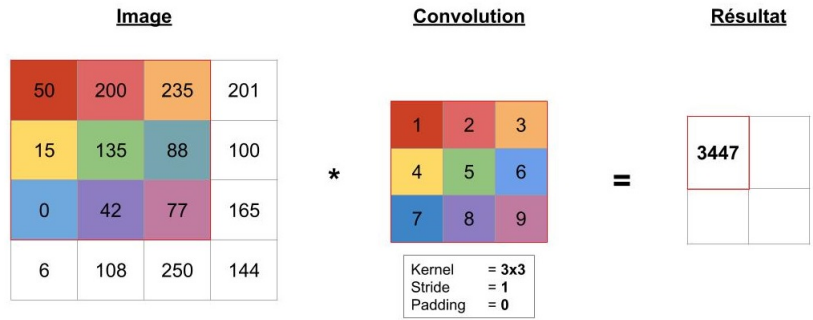 Image
Convolution
Résultat
50 200 235 201
15 135 88 100
0 42 77 165
6 108 250 144
*
1 2 3
4 5 6
7 8 9
=
3447
Kernel = 3x3
Stride = 1
Padding = 0